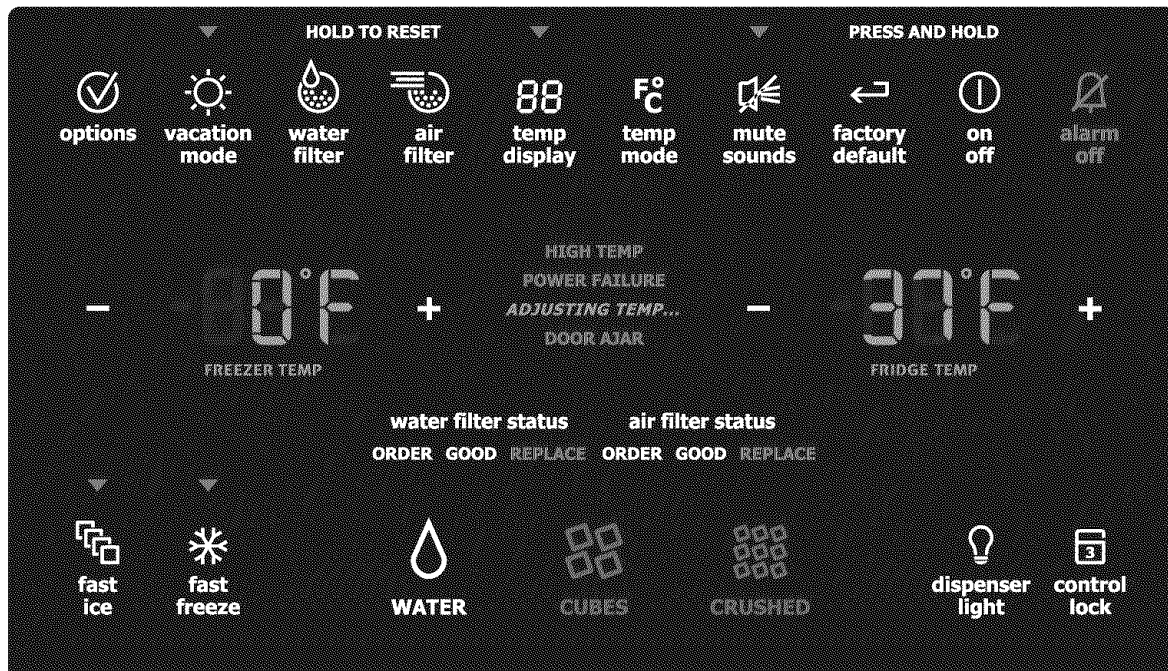 HOLD TO RESET
PRESS AND HOLD
options
vacation
mode
water
filter
air
filter
88
temp
display
F°C
temp
mode
mute
sounds
factory
default
on
off
alarm
off
HIGH TEMP
POWER FAILURE
ADJUSTING TEMP...
DOOR AJAR
- 0°F +
FREEZER TEMP
- 37°F +
FRIDGE TEMP
water filter status
ORDER GOOD REPLACE
air filter status
ORDER GOOD REPLACE
fast
ice
fast
freeze
WATER
CUBES
CRUSHED
dispenser
light
3
control
lock